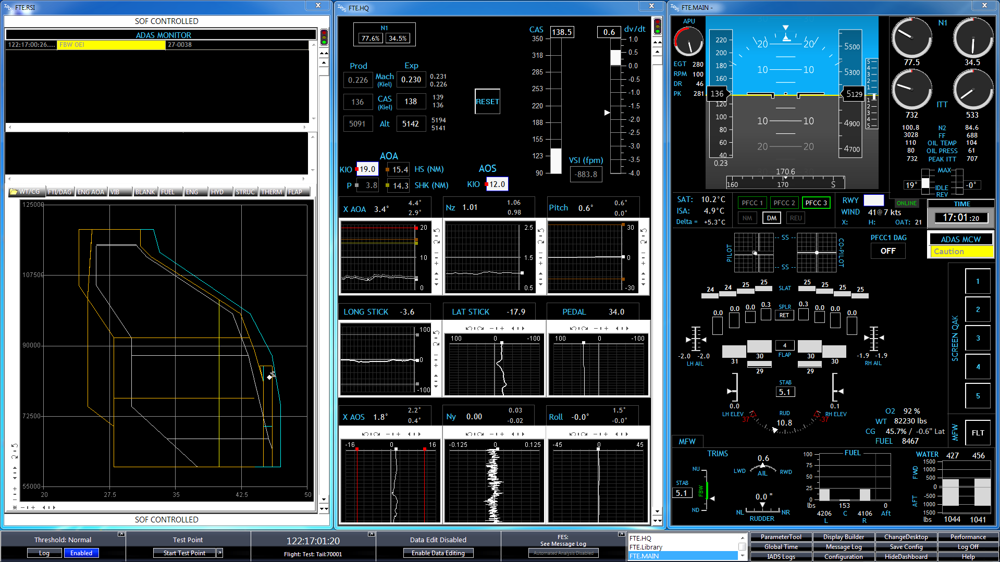 FTE.RSI
SOF CONTROLLED
ADAS MONITOR
122:17:00:26.... FBW OEI 27-0038
WT/CG FTI/DAG ENG AOA VIB BLANK FUEL ENG HYD STRUC THERM FLAP
125000
107500
90000
72500
55000
20 27.5 35 42.5 50
SOF CONTROLLED
FTE.HQ
N1
77.6% 34.5%
CAS 138.5
0.6 dv/dt
350
318
285
253
220
188
155
123
90
1.0
0.5
0.0
-0.5
-1.0
-1.5
-2.0
-2.5
-3.0
-3.5
-4.0
Prod Exp
0.226 Mach (Kiel) 0.230 0.231 0.226
136 CAS (Kiel) 138 139 136
5091 Alt 5142 5194 5141
RESET
VSI (fpm)
-883.8
AOA
KIO 19.0 15.4 HS (NM)
P 3.8 14.3 SHK (NM)
AOS
KIO 12.0
X AOA 3.4° 4.4° 2.9°
Nz 1.01 1.06 0.98
Pitch 0.6° 0.6° 0.0°
20 10 0
2.5 1.5 0.5
30 0 -30
LONG STICK -3.6
LAT STICK -17.9
PEDAL 34.0
100 0 -100
100 0 -100
100 0 -100
X AOS 1.8° 2.2° 0.4°
Ny 0.00 0.03 -0.02
Roll -0.0° 1.5° -0.0°
-16 0 16
-0.125 0 0.125
-45 0 45
FTE.MAIN -
APU
EGT 280
RPM 100
DR 46
PK 281
220
200
180
160
136
120
100
80
60
40
0.23
20 20
10 10
10 10
20 20
170.6
160 170 S
5500
5300
5129
4900
4700
5
4
3
2
1
1
2
3
4
5
N1
77.5 34.5
ITT
732 533
100.8 N2 84.6
3028 FF 688
110 OIL TEMP 104
80 OIL PRESS 61
732 PEAK ITT 707
MAX
19° IDLE -0°
REV
SAT: 10.2°C
ISA: 4.9°C
Delta = +5.3°C
PFCC 1 PFCC 2 PFCC 3
NM DM REU
RWY ONLINE
WIND 41@ 7 kts
X: H: OAT: 21
TIME
17:01:20
ADAS MCW
Caution
PILOT -- SS -- CO-PILOT
-- SS --
PFCC1 DAG
OFF
24 24 25 25 SLAT 25 25 25 25
0.0 0.0 0.0 0.3 SPLR 0.3 0.0 0.0 0.0
RET
4
FLAP
31 30 30 30
29 29
-2.0 -2.0
LH AIL
-1.9 -1.9
RH AIL
STAB
5.1
0.0
LH ELEV
0.1
RH ELEV
RUD
37 10.8 -37
SCREEN QAK
1
2
3
4
5
O2 92 %
WT 82230 lbs
CG 45.7% / -0.6" Lat
FUEL 8467
MFW FLT
MFW
TRIMS
NU
STAB
5.1
FBW
ND
0.6
LWD AIL RWD
0.0 "
NL NR
RUDDER
FUEL
100
75
50
25
0
lbs 153 0
4206 C 4106 Aft
L R
WATER 427 456
1500
1000
500
0
500
1000
1500
FWD
AFT
lbs 1044 1041
Threshold: Normal
Log Enabled
Test Point
Start Test Point
122:17:01:20
Flight: Test: Tail:70001
Data Edit Disabled
Enable Data Editing
FES:
See Message Log
Automated Analysis Disabled
FTE.HQ
FTE.Library
FTE.MAIN
ParameterTool Display Builder ChangeDesktop Performance
Global Time Message Log Save Config Log Off
IADS Logs Configuration HideDashboard Help